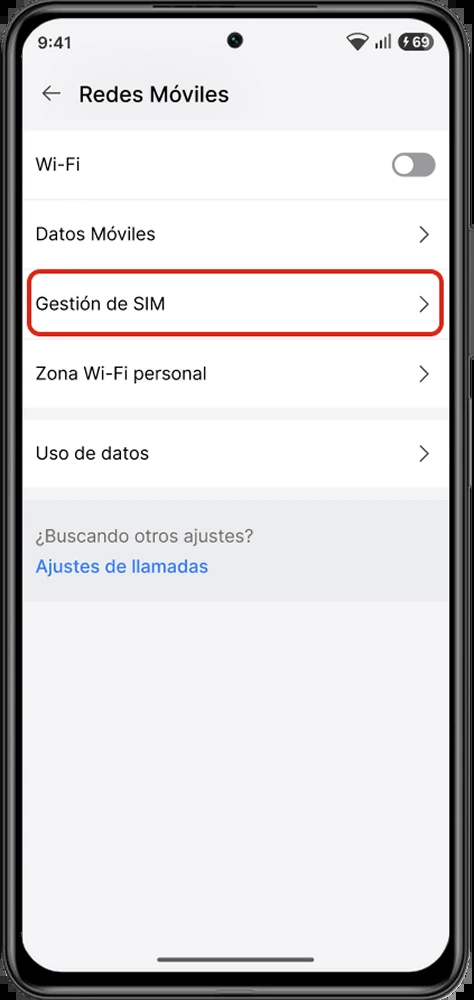 9:41
69
Redes Móviles
Wi-Fi
Datos Móviles
Gestión de SIM
Zona Wi-Fi personal
Uso de datos
¿Buscando otros ajustes?
Ajustes de llamadas